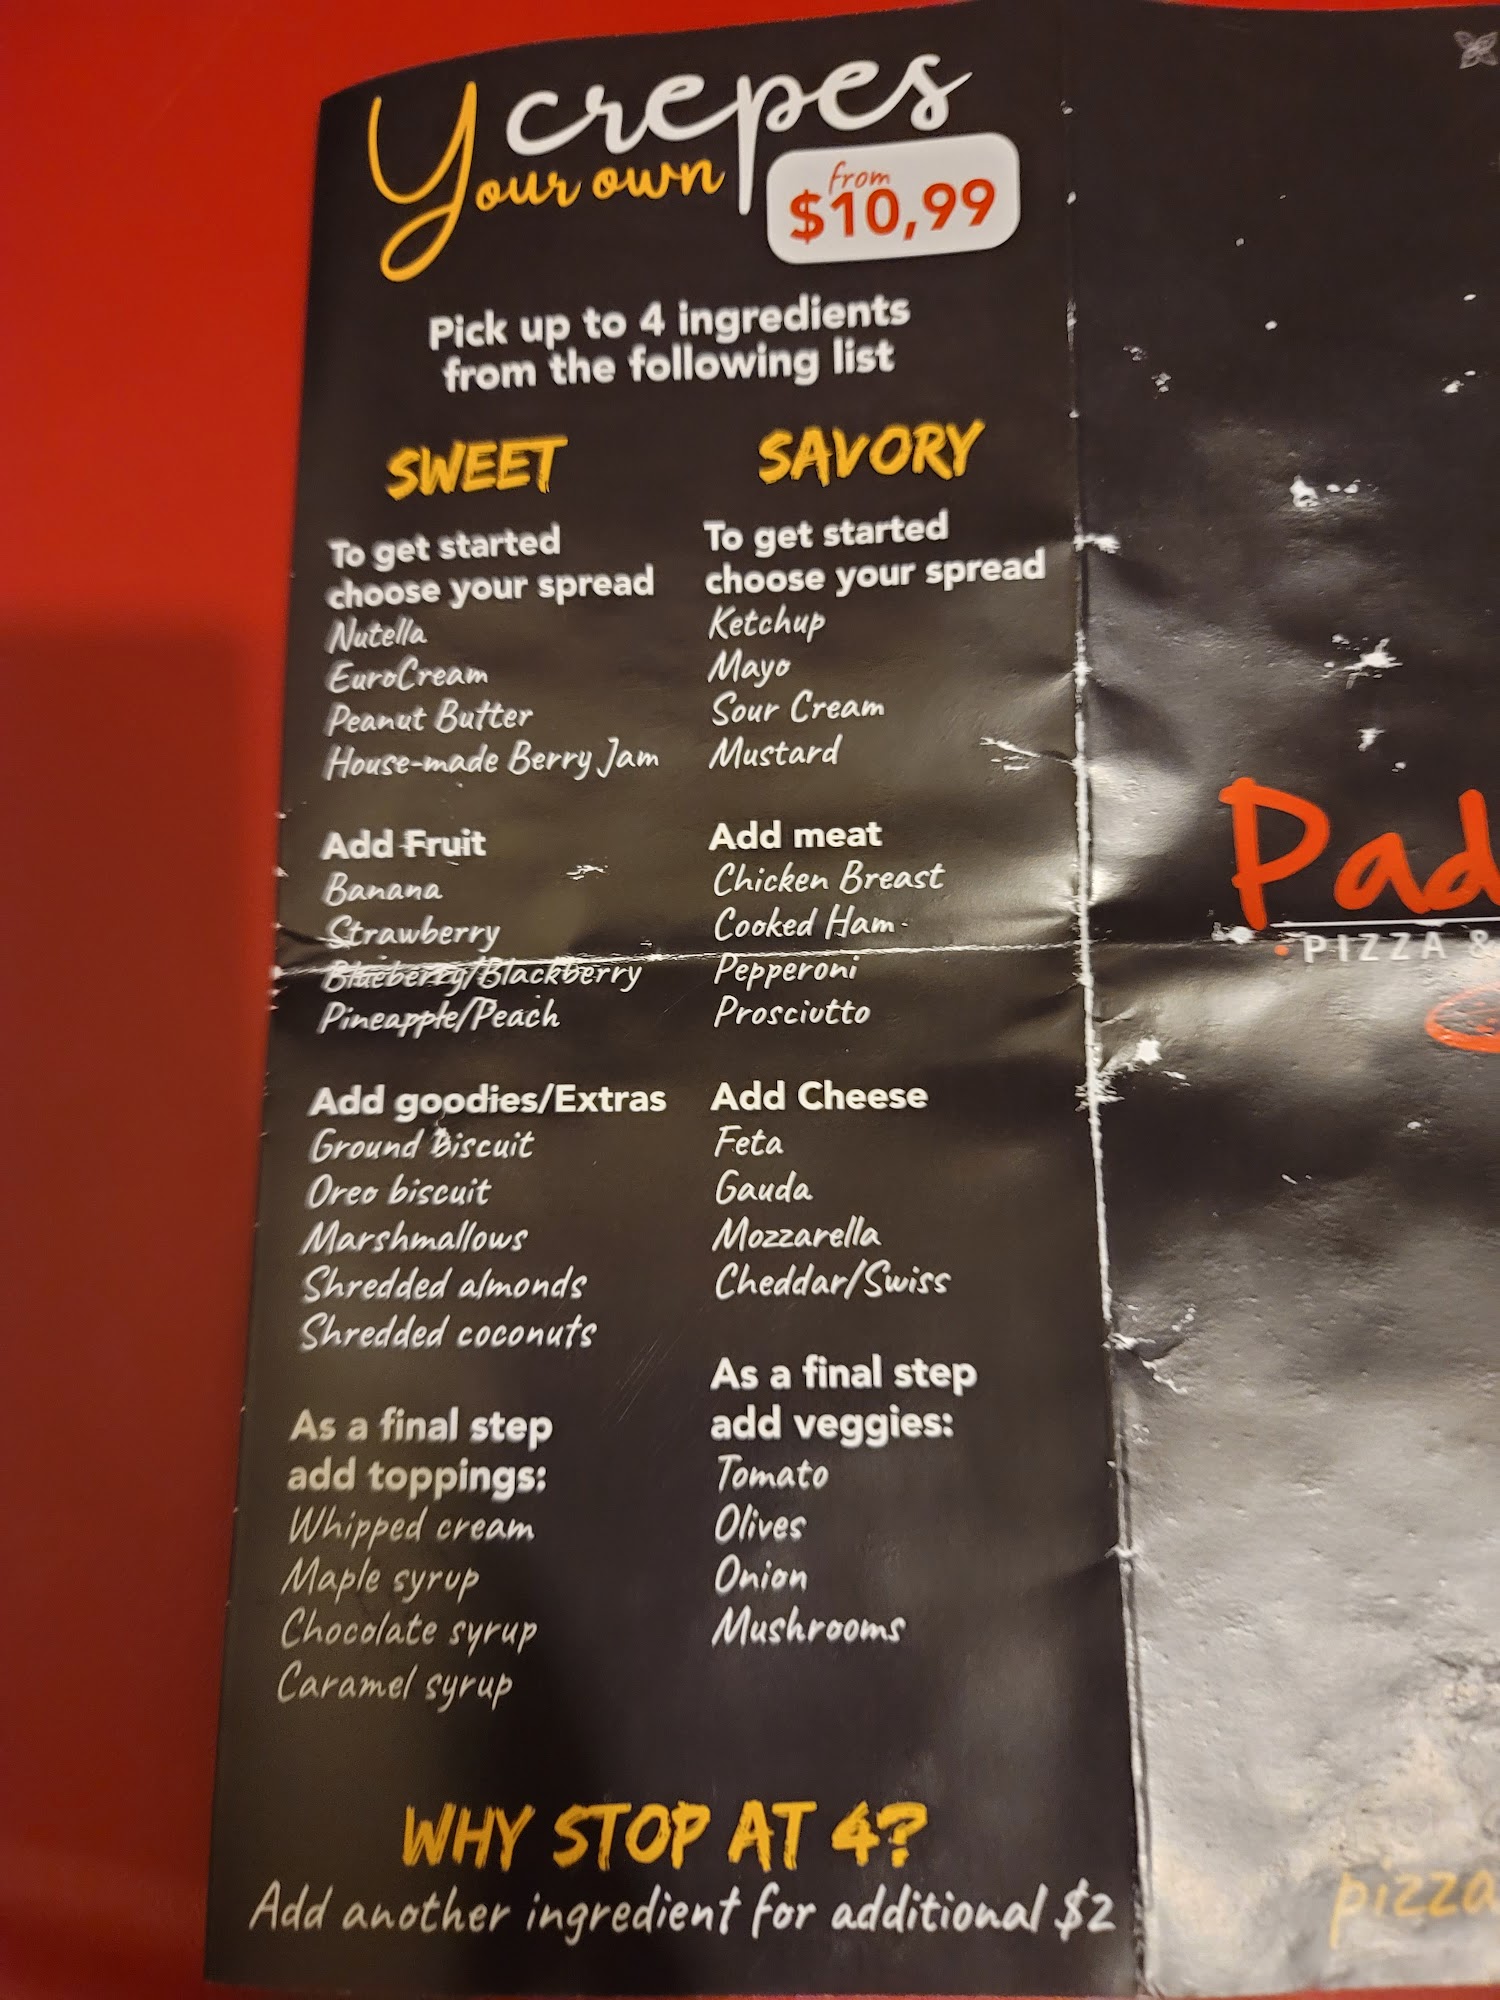 Y crepes
Your own
from
$10,99
Pick up to 4 ingredients
from the following list
SWEET
To get started
choose your spread
Nutella
EuroCream
Peanut Butter
House-made Berry Jam
Add Fruit
Banana
Strawberry
Blueberry/Blackberry
Pineapple/Peach
Add goodies/Extras
Ground Biscuit
Oreo biscuit
Marshmallows
Shredded almonds
Shredded coconuts
As a final step
add toppings:
Whipped cream
Maple syrup
Chocolate syrup
Caramel syrup
SAVORY
To get started
choose your spread
Ketchup
Mayo
Sour Cream
Mustard
Add meat
Chicken Breast
Cooked Ham
Pepperoni
Prosciutto
Add Cheese
Feta
Gauda
Mozzarella
Cheddar/Swiss
As a final step
add veggies:
Tomato
Olives
Onion
Mushrooms
WHY STOP AT 4?
Add another ingredient for additional $2
Pad
• PIZZA &
pizza